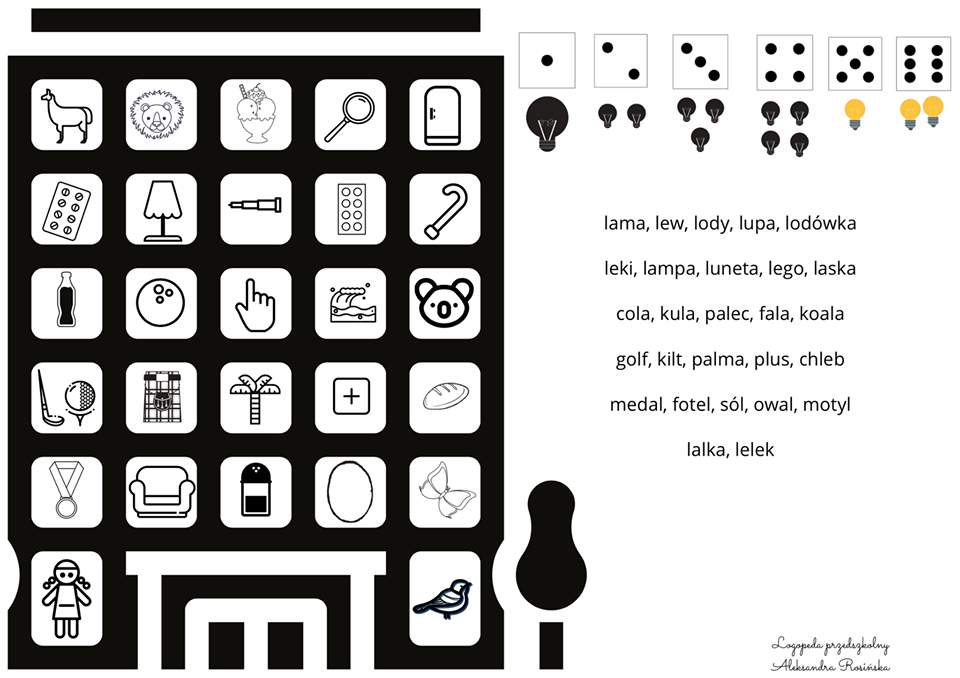 lama, lew, lody, lupa, lodówka
leki, lampa, luneta, lego, laska
cola, kula, palec, fala, koala
golf, kilt, palma, plus, chleb
medal, fotel, sól, owal, motyl
lalka, lelek
Logopeda przedszkolny
Aleksandra Rosińska